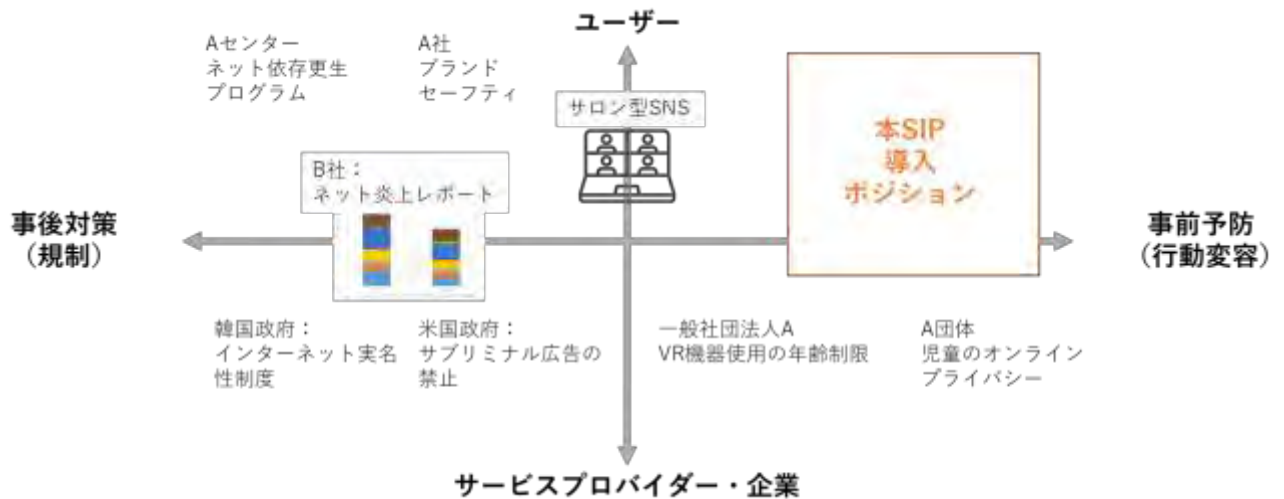 ユーザー
Aセンター
ネット依存更生
プログラム
A社
ブランド
セーフティ
サロン型SNS
本SIP
導入
ポジション
B社：
ネット炎上レポート
事後対策
（規制）
事前予防
（行動変容）
韓国政府：
インターネット実名
性制度
米国政府：
サブリミナル広告の
禁止
一般社団法人A
VR機器使用の年齢制限
A団体
児童のオンライン
プライバシー
サービスプロバイダー・企業